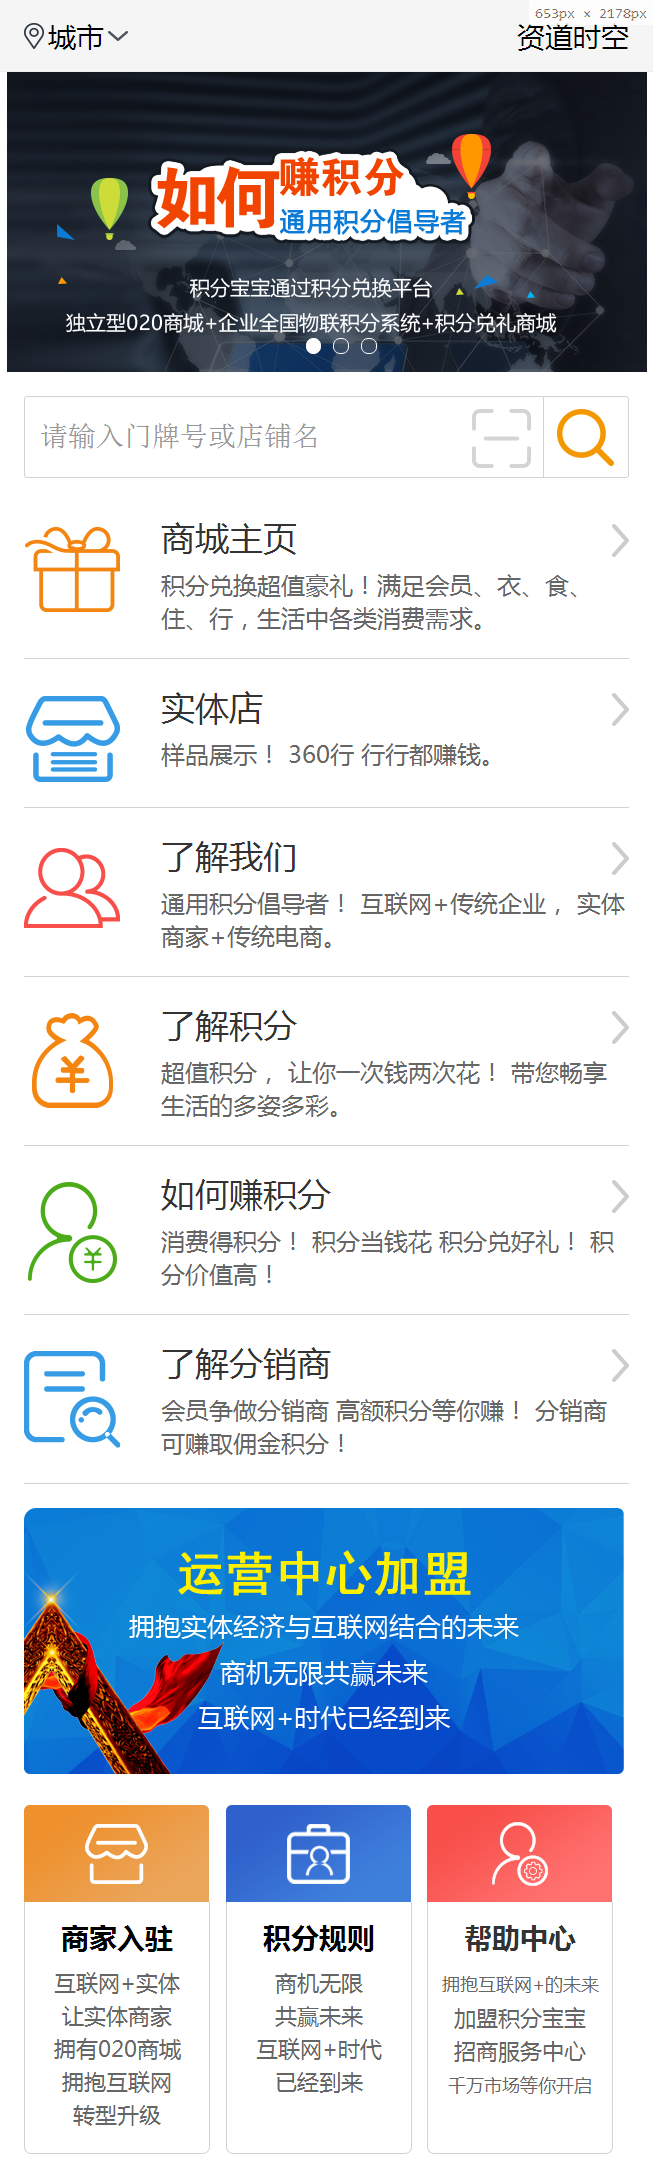 653px × 2178px
城市
资道时空
如何
赚积分
通用积分倡导者
积分宝宝通过积分兑换平台
独立型020商城+企业全国物联积分系统+积分兑礼商城
请输入门牌号或店铺名
商城主页
积分兑换超值豪礼！满足会员、衣、食、
住、行，生活中各类消费需求。
实体店
样品展示！ 360行 行行都赚钱。
了解我们
通用积分倡导者！ 互联网+传统企业， 实体
商家+传统电商。
了解积分
超值积分， 让你一次钱两次花！ 带您畅享
生活的多姿多彩。
如何赚积分
消费得积分！ 积分当钱花 积分兑好礼！ 积
分价值高！
了解分销商
会员争做分销商 高额积分等你赚！ 分销商
可赚取佣金积分！
运营中心加盟
拥抱实体经济与互联网结合的未来
商机无限共赢未来
互联网+时代已经到来
商家入驻
互联网+实体
让实体商家
拥有020商城
拥抱互联网
转型升级
积分规则
商机无限
共赢未来
互联网+时代
已经到来
帮助中心
拥抱互联网+的未来
加盟积分宝宝
招商服务中心
千万市场等你开启